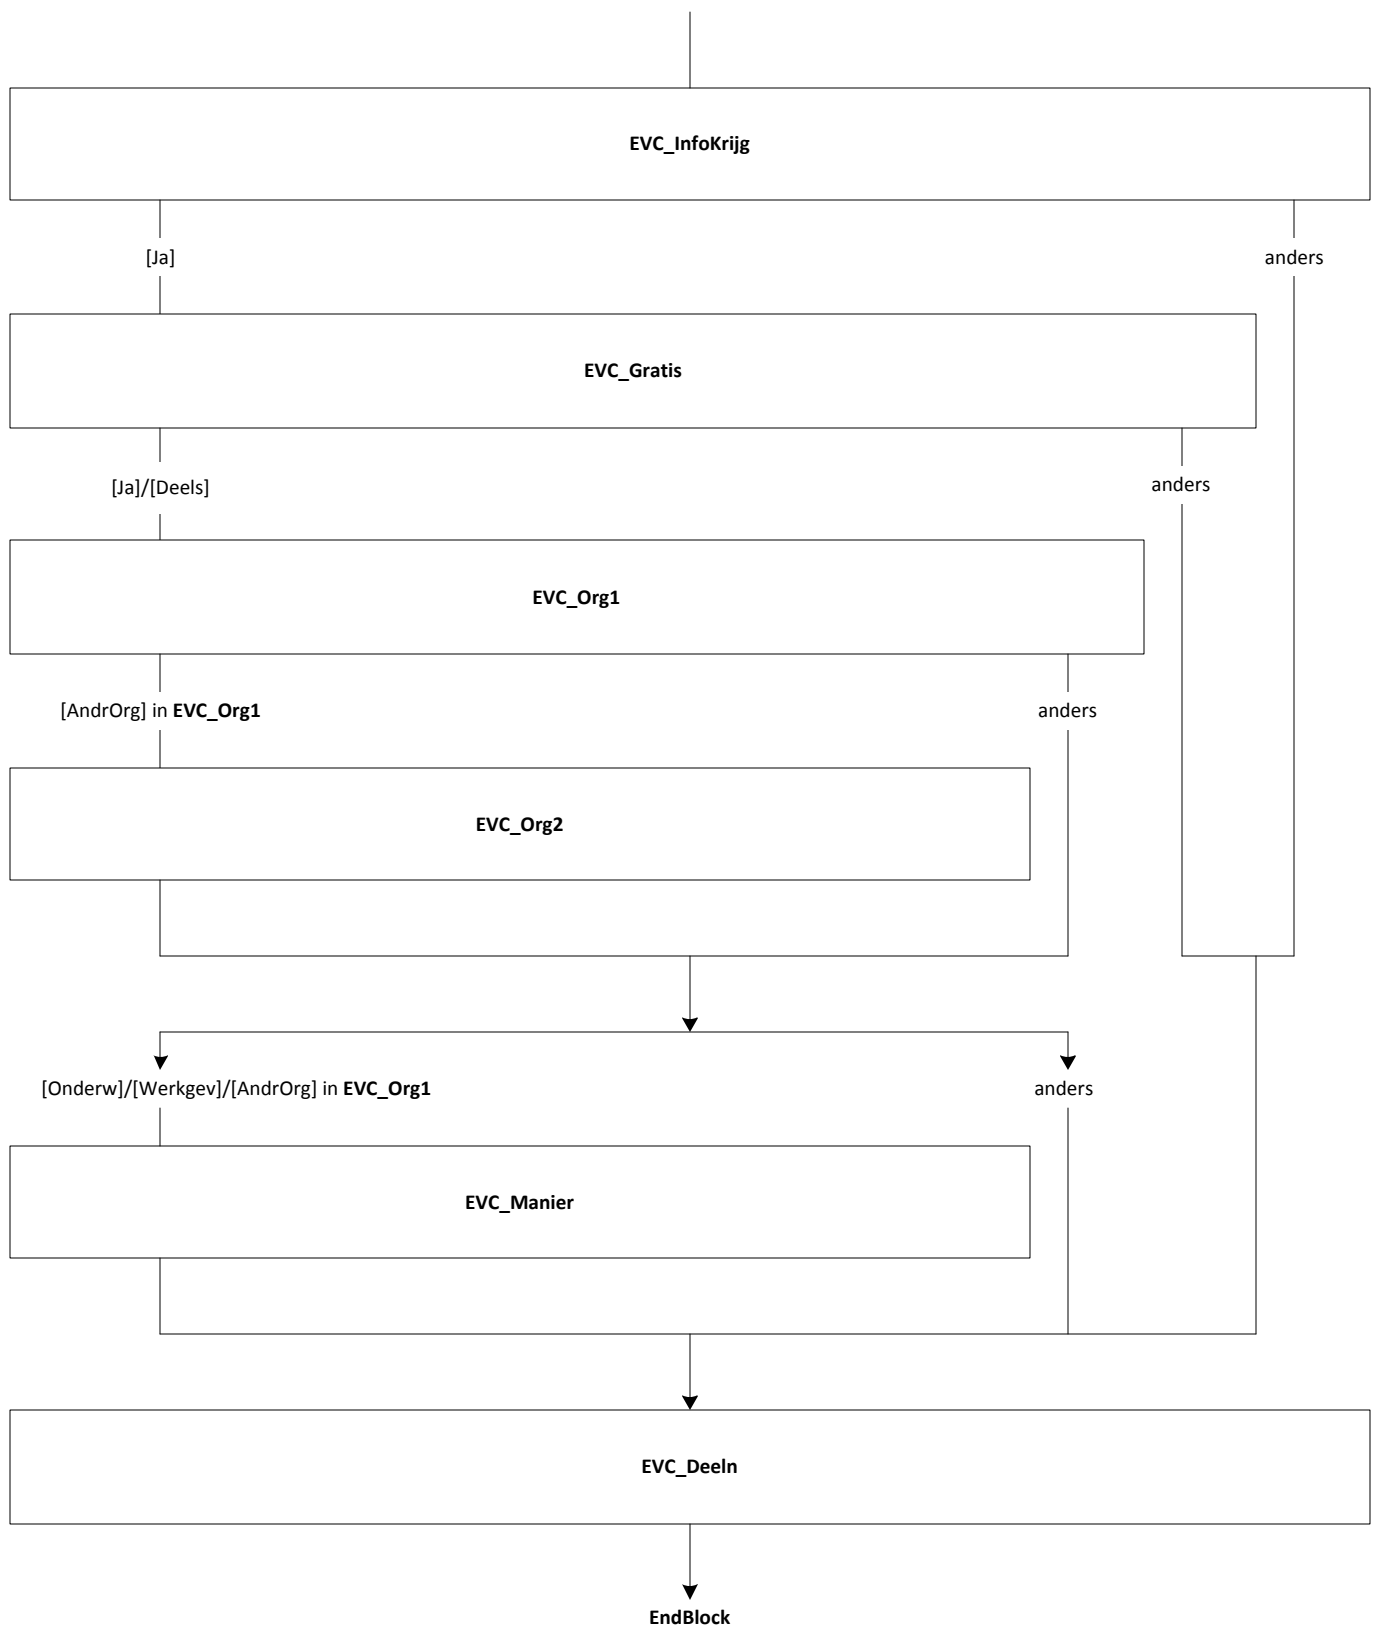 EVC_InfoKrijg
[Ja]
anders
EVC_Gratis
[Ja]/[Deels]
anders
EVC_Org1
[AndrOrg] in EVC_Org1
anders
EVC_Org2
[Onderw]/[Werkgev]/[AndrOrg] in EVC_Org1
anders
EVC_Manier
EVC_Deeln
EndBlock